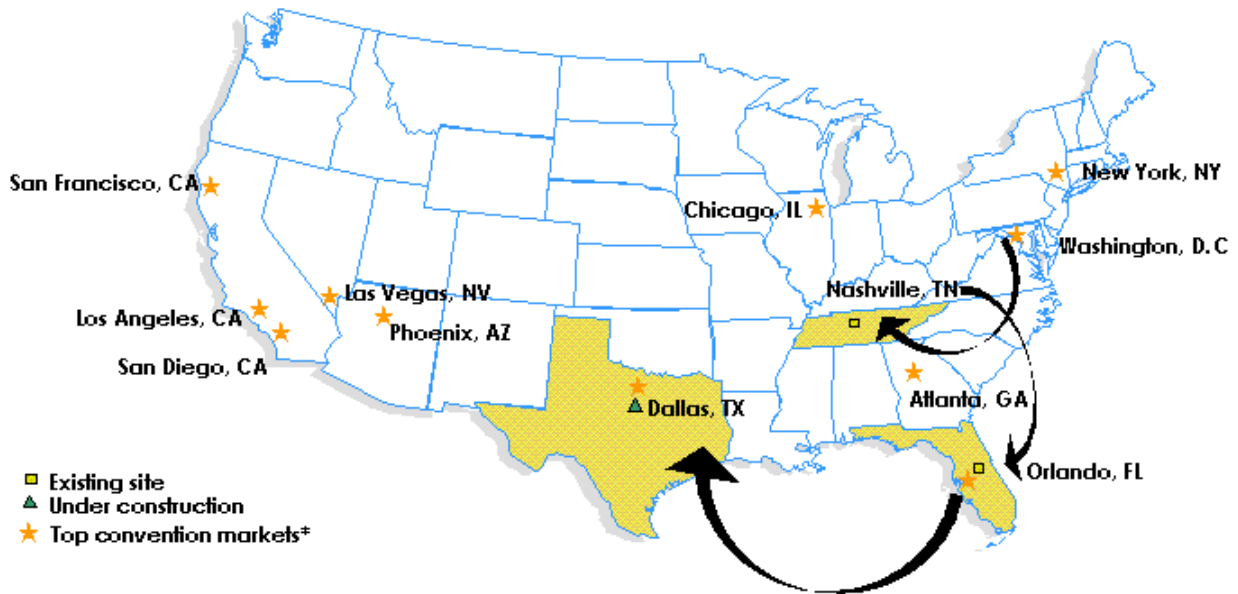 San Francisco, CA
New York, NY
Chicago, IL
Washington, D.C
Nashville, TN
Las Vegas, NV
Los Angeles, CA
Phoenix, AZ
San Diego, CA
Atlanta, GA
Dallas, TX
Orlando, FL
Existing site
Under construction
Top convention markets*